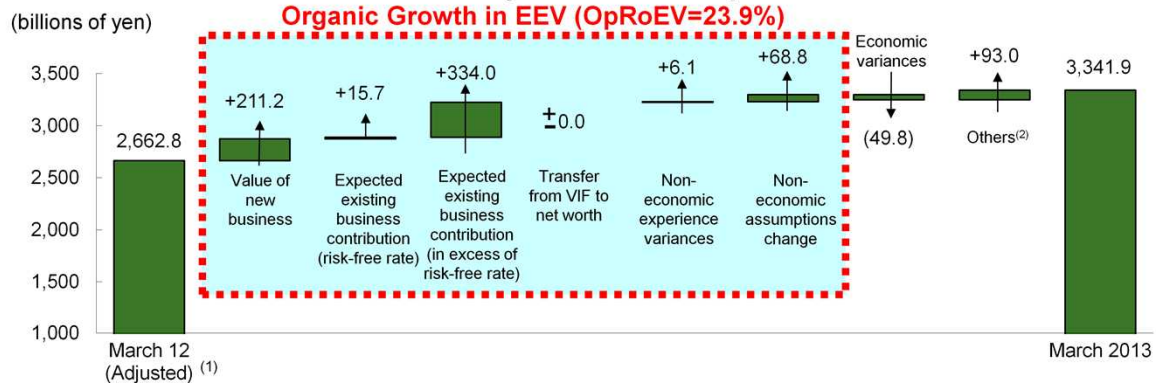 Organic Growth in EEV (OpRoEV=23.9%)
(billions of yen)
3,500
3,000
2,500
2,000
1,500
1,000
2,662.8
+211.2
+15.7
+334.0
±0.0
+6.1
+68.8
Economic
variances
(49.8)
+93.0
3,341.9
Value of
new
business
Expected
existing
business
contribution
(risk-free rate)
Expected
existing
business
contribution
(in excess of
risk-free rate)
Transfer
from VIF to
net worth
Non-
economic
experience
variances
Non-
economic
assumptions
change
Others(2)
March 12
(Adjusted) (1)
March 2013